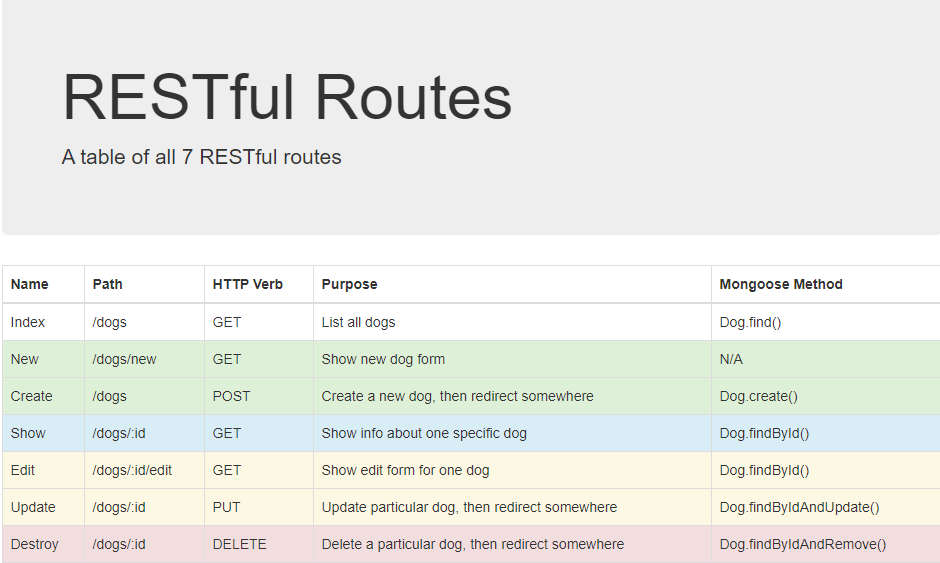 RESTful Routes
A table of all 7 RESTful routes
Name Path HTTP Verb Purpose Mongoose Method
Index /dogs GET List all dogs Dog.find()
New /dogs/new GET Show new dog form N/A
Create /dogs POST Create a new dog, then redirect somewhere Dog.create()
Show /dogs/:id GET Show info about one specific dog Dog.findById()
Edit /dogs/:id/edit GET Show edit form for one dog Dog.findById()
Update /dogs/:id PUT Update particular dog, then redirect somewhere Dog.findByIdAndUpdate()
Destroy /dogs/:id DELETE Delete a particular dog, then redirect somewhere Dog.findByIdAndRemove()